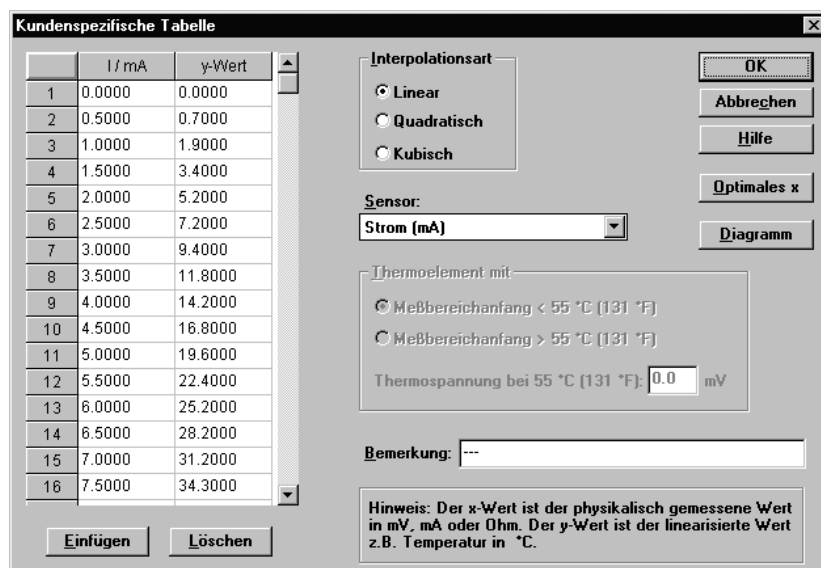 Kundenspezifische Tabelle
I / mA y-Wert
1 0.0000 0.0000
2 0.5000 0.7000
3 1.0000 1.9000
4 1.5000 3.4000
5 2.0000 5.2000
6 2.5000 7.2000
7 3.0000 9.4000
8 3.5000 11.8000
9 4.0000 14.2000
10 4.5000 16.8000
11 5.0000 19.6000
12 5.5000 22.4000
13 6.0000 25.2000
14 6.5000 28.2000
15 7.0000 31.2000
16 7.5000 34.3000
Einfügen Löschen
Interpolationsart
Linear
Quadratisch
Kubisch
Sensor:
Strom (mA)
Thermoelement mit
Meßbereichanfang < 55 °C (131 °F)
Meßbereichanfang > 55 °C (131 °F)
Thermospannung bei 55 °C (131 °F): 0.0 mV
Bemerkung: ---
Hinweis: Der x-Wert ist der physikalisch gemessene Wert
in mV, mA oder Ohm. Der y-Wert ist der linearisierte Wert
z.B. Temperatur in °C.
OK
Abbrechen
Hilfe
Optimales x
Diagramm